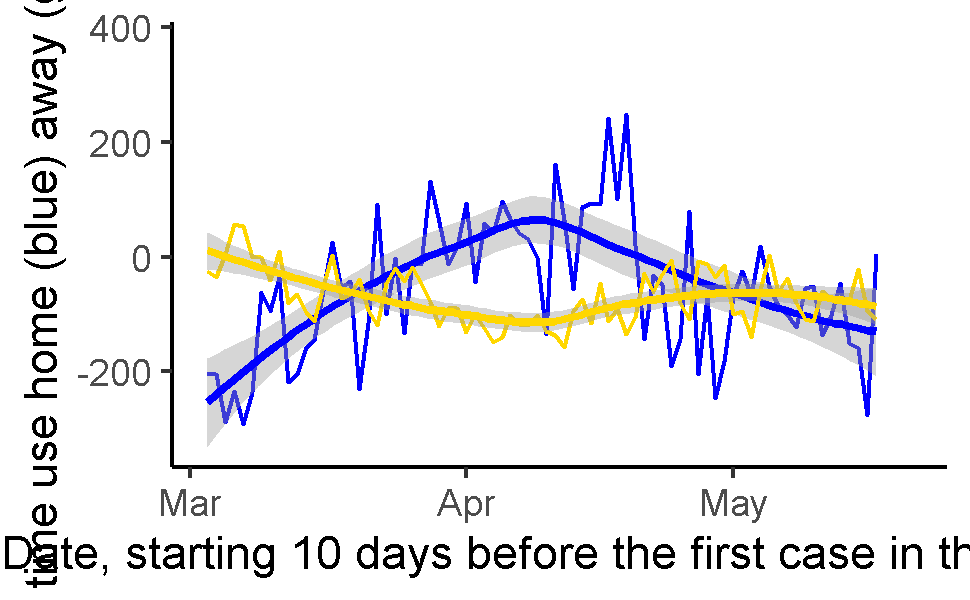 time use home (blue) away (
400
200
0
-200
Mar Apr May
Date, starting 10 days before the first case in th